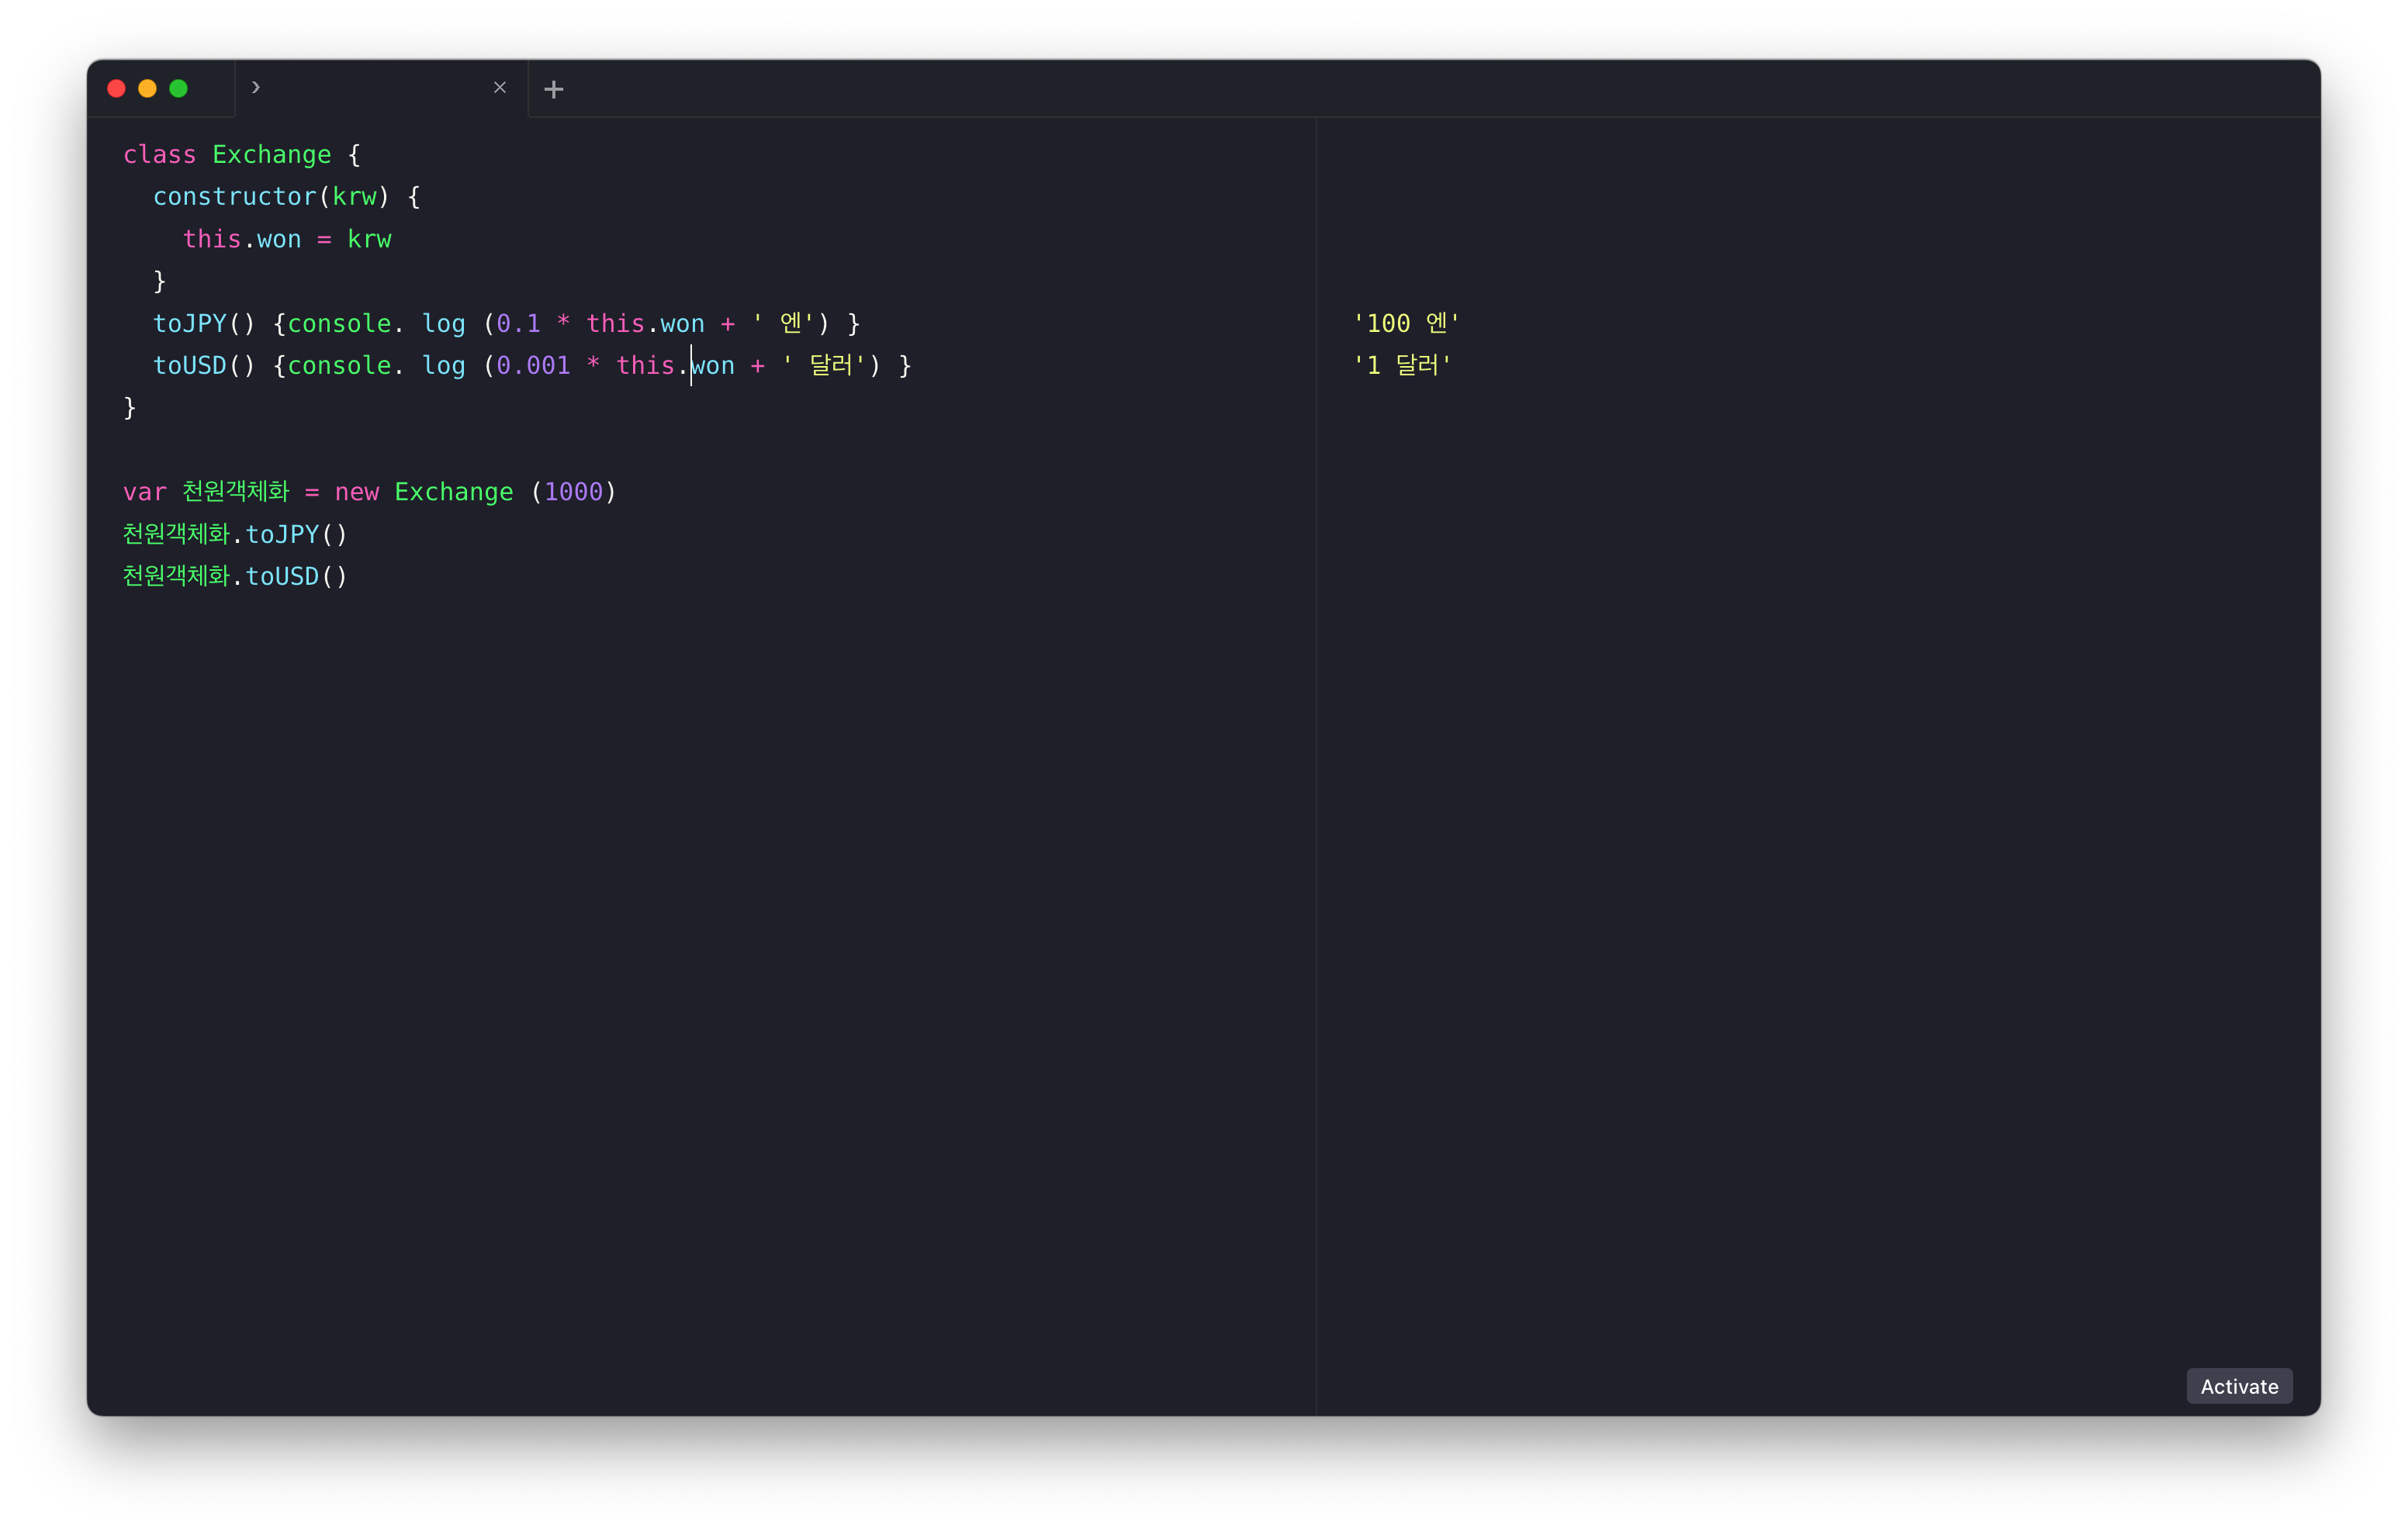 class Exchange {
  constructor(krw) {
    this.won = krw
  }
  toJPY() {console. log (0.1 * this.won + ' 엔') }
  toUSD() {console. log (0.001 * this.won + ' 달러') }
}

var 천원객체화 = new Exchange (1000)
천원객체화.toJPY()
천원객체화.toUSD()
'100 엔'
'1 달러'
Activate